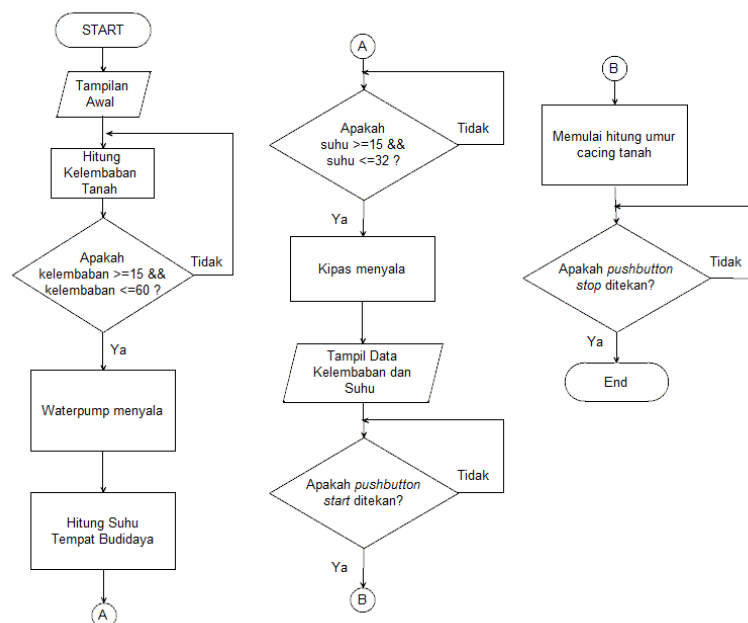 START
Tampilan
Awal
Hitung
Kelembaban
Tanah
Apakah
kelembaban >=15 &&
kelembaban <=60 ?
Tidak
Ya
Waterpump menyala
Hitung Suhu
Tempat Budidaya
A
A
Apakah
suhu >=15 &&
suhu <=32 ?
Tidak
Ya
Kipas menyala
Tampil Data
Kelembaban dan
Suhu
Apakah pushbutton
start ditekan?
Tidak
Ya
B
B
Memulai hitung umur
cacing tanah
Apakah pushbutton
stop ditekan?
Tidak
Ya
End